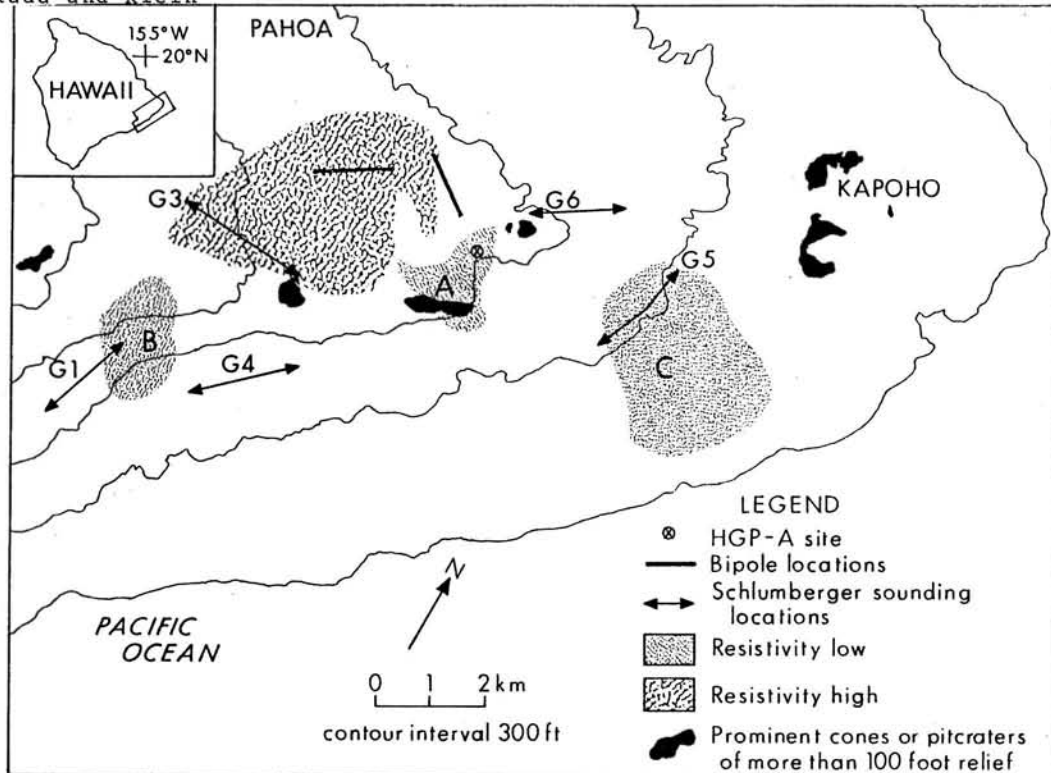 and Klein
155°W
20°N
HAWAII
PAHOA
G3
G6
KAPOHO
A
G5
B
G1
G4
C
LEGEND
HGP-A site
Bipole locations
Schlumberger sounding
locations
Resistivity low
Resistivity high
Prominent cones or pitcraters
of more than 100 foot relief
N
PACIFIC
OCEAN
0 1 2 km
contour interval 300 ft